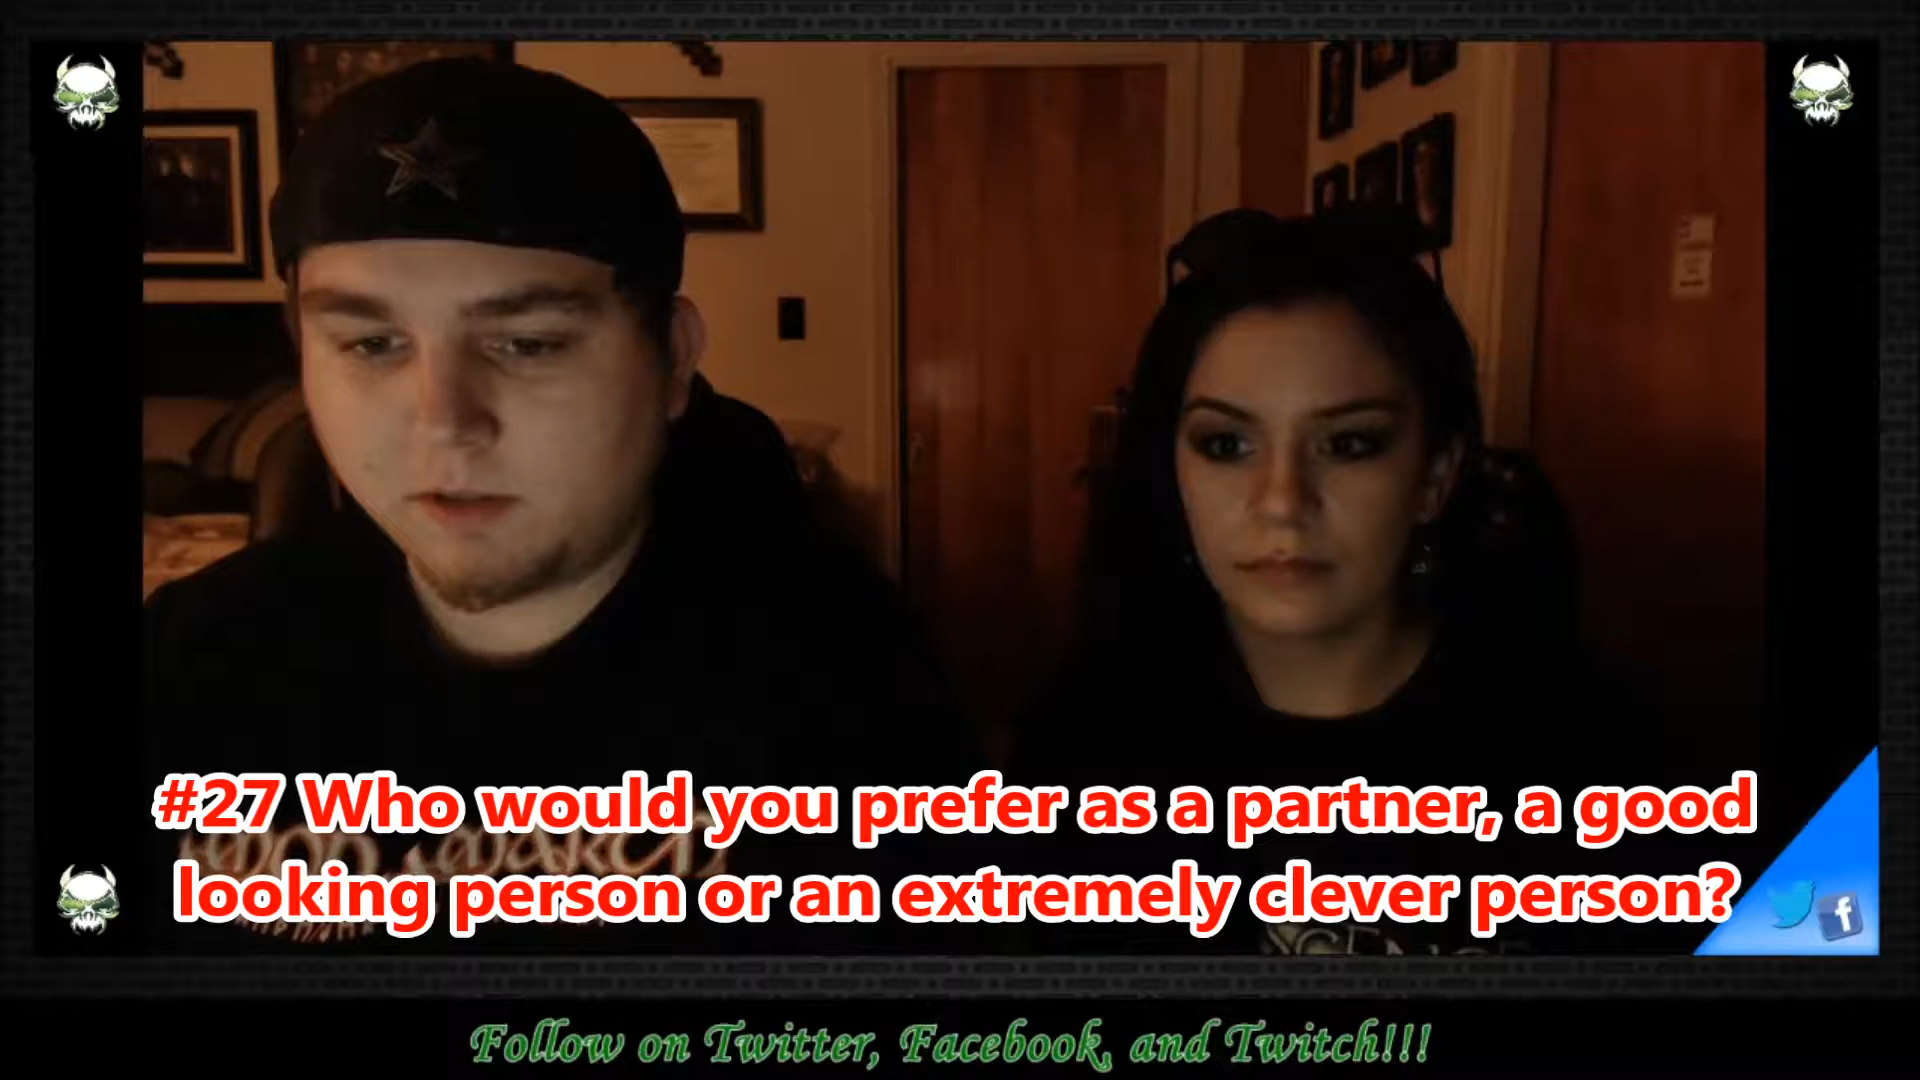 #27 Who would you prefer as a partner, a good
looking person or an extremely clever person?
f
Follow on Twitter, Facebook, and Twitch!!!